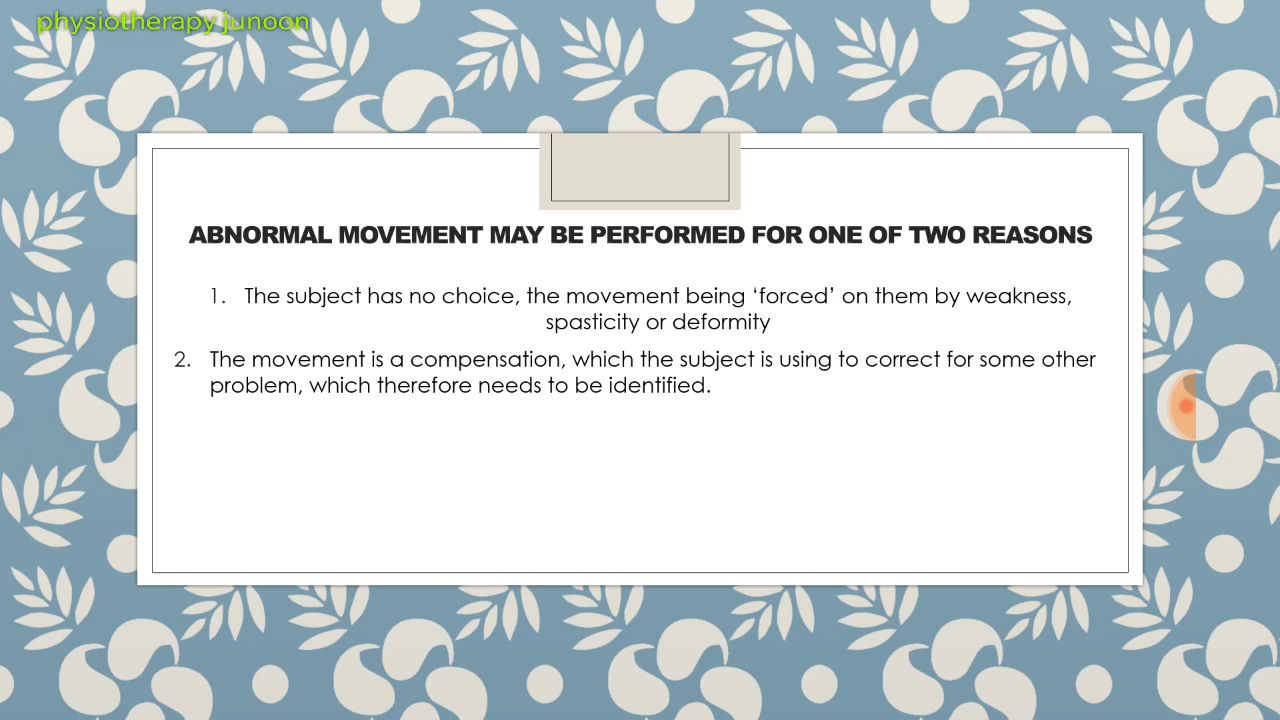 physiotherapy junoon
ABNORMAL MOVEMENT MAY BE PERFORMED FOR ONE OF TWO REASONS
1. The subject has no choice, the movement being ‘forced’ on them by weakness,
spasticity or deformity
2. The movement is a compensation, which the subject is using to correct for some other
problem, which therefore needs to be identified.